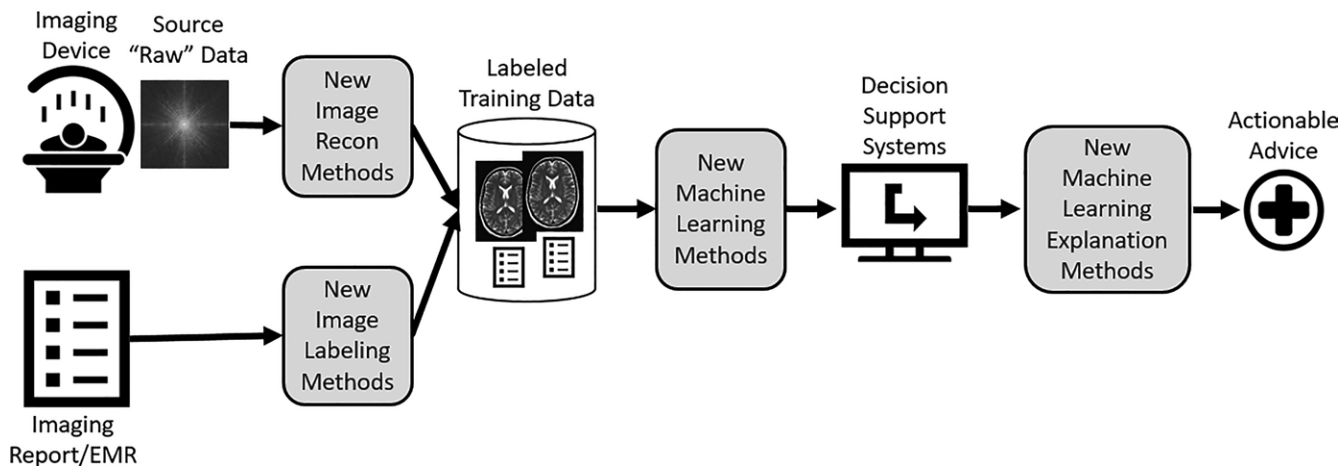 Imaging
Device
Source
“Raw” Data
New
Image
Recon
Methods
Labeled
Training Data
New
Machine
Learning
Methods
Decision
Support
Systems
New
Machine
Learning
Explanation
Methods
Actionable
Advice
New
Image
Labeling
Methods
Imaging
Report/EMR